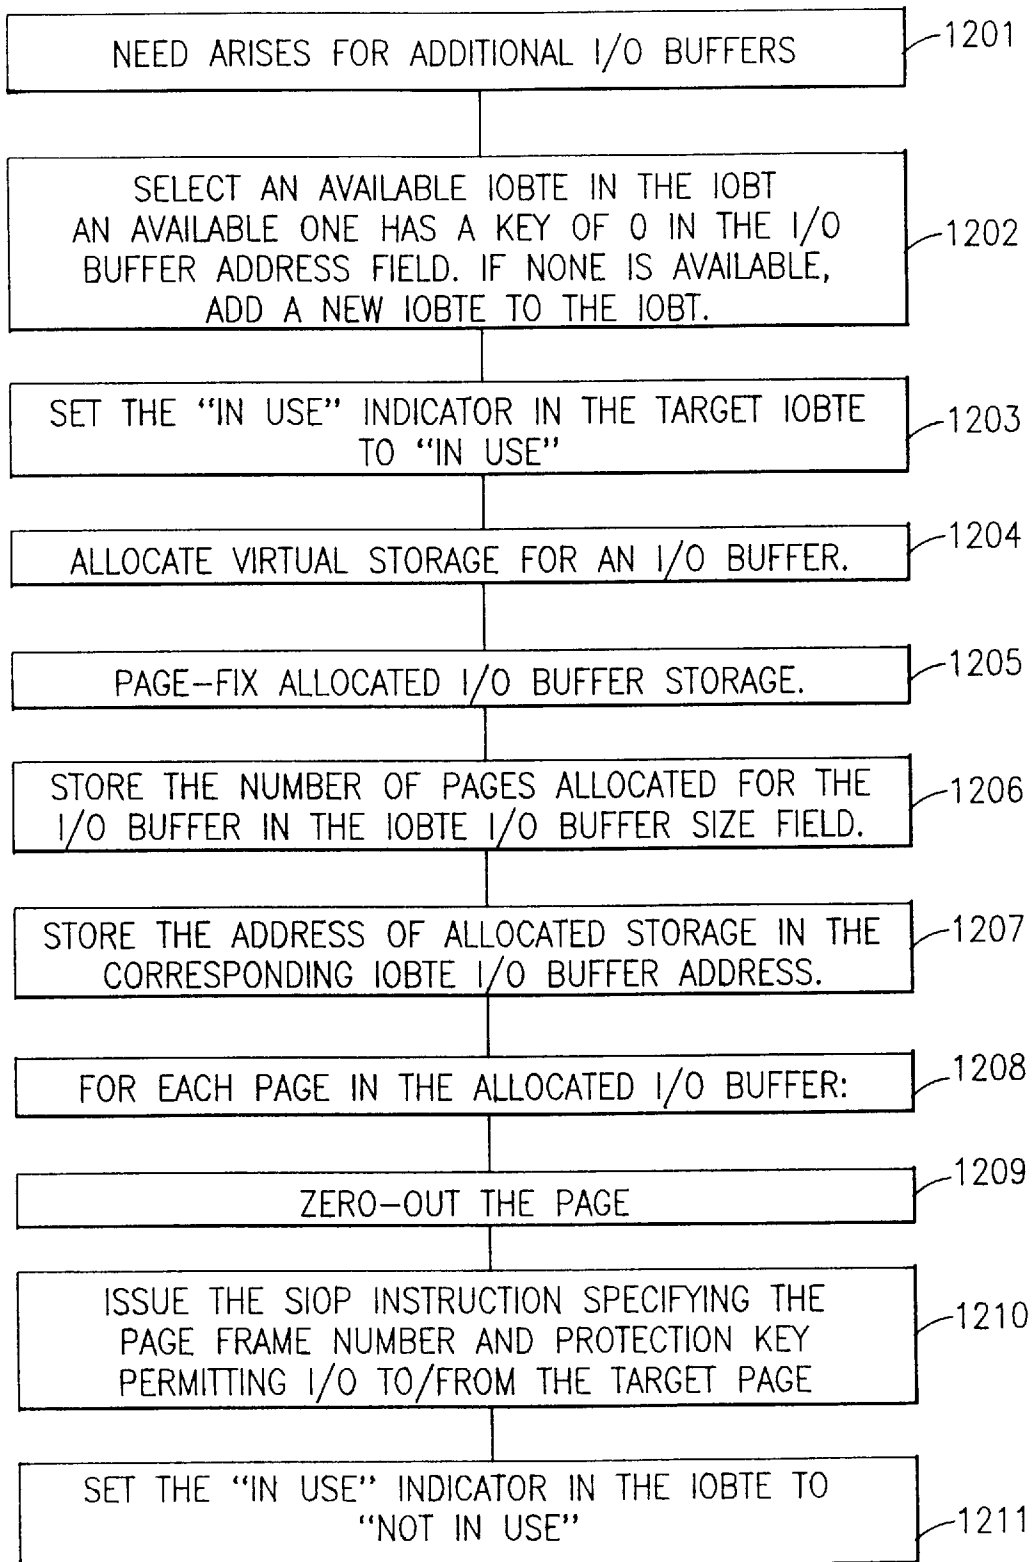 NEED ARISES FOR ADDITIONAL I/O BUFFERS
1201
SELECT AN AVAILABLE IOBTE IN THE IOBT
AN AVAILABLE ONE HAS A KEY OF 0 IN THE I/O
BUFFER ADDRESS FIELD. IF NONE IS AVAILABLE,
ADD A NEW IOBTE TO THE IOBT.
1202
SET THE “IN USE” INDICATOR IN THE TARGET IOBTE
TO “IN USE”
1203
ALLOCATE VIRTUAL STORAGE FOR AN I/O BUFFER.
1204
PAGE-FIX ALLOCATED I/O BUFFER STORAGE.
1205
STORE THE NUMBER OF PAGES ALLOCATED FOR THE
I/O BUFFER IN THE IOBTE I/O BUFFER SIZE FIELD.
1206
STORE THE ADDRESS OF ALLOCATED STORAGE IN THE
CORRESPONDING IOBTE I/O BUFFER ADDRESS.
1207
FOR EACH PAGE IN THE ALLOCATED I/O BUFFER:
1208
ZERO-OUT THE PAGE
1209
ISSUE THE SIOP INSTRUCTION SPECIFYING THE
PAGE FRAME NUMBER AND PROTECTION KEY
PERMITTING I/O TO/FROM THE TARGET PAGE
1210
SET THE “IN USE” INDICATOR IN THE IOBTE TO
“NOT IN USE”
1211